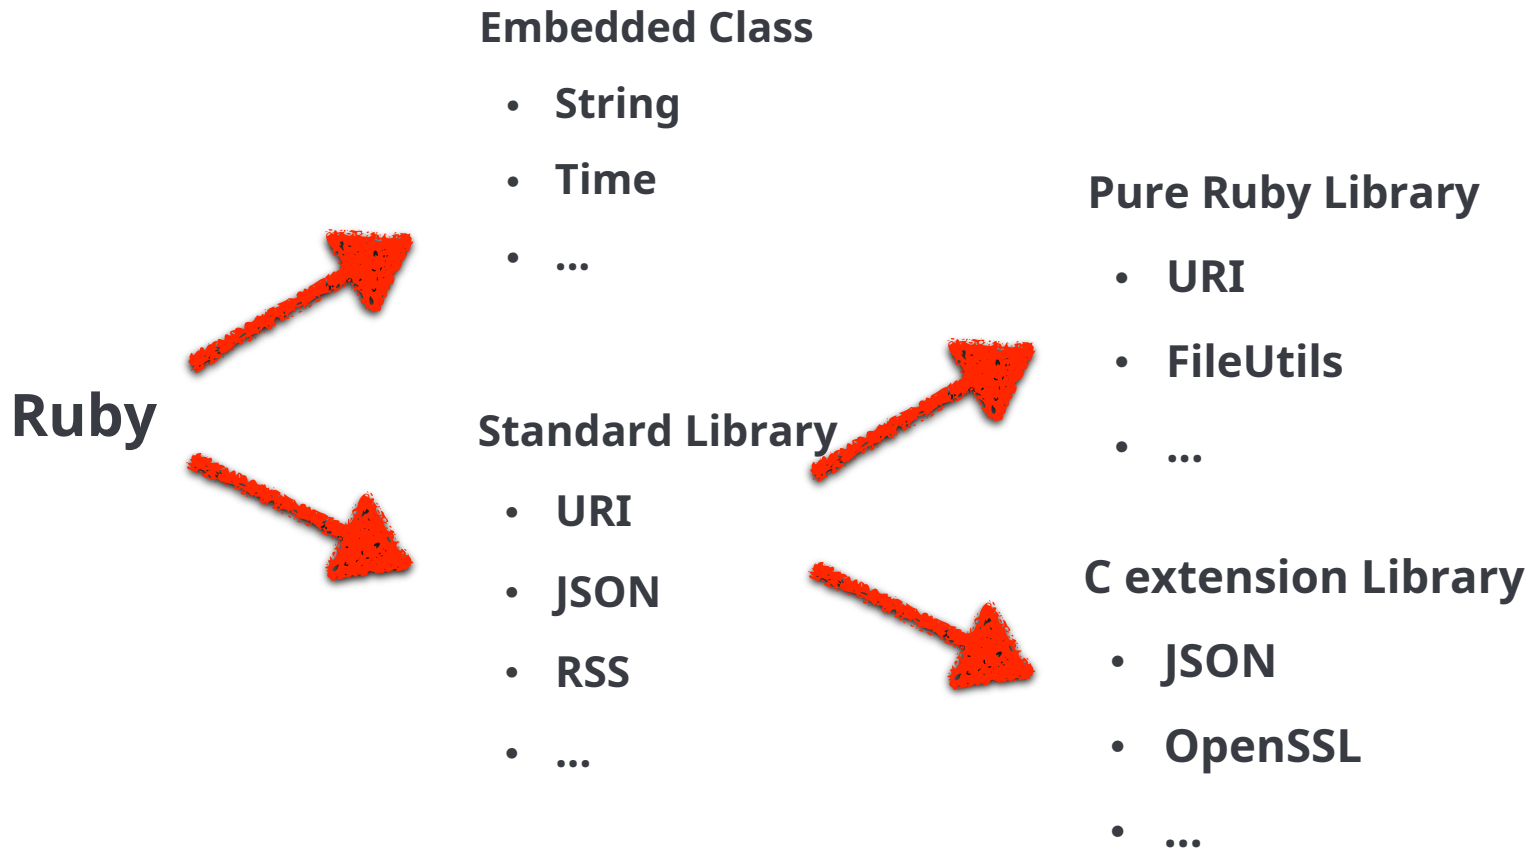 Ruby
Embedded Class
• String
• Time
• ...
Standard Library
• URI
• JSON
• RSS
• ...
Pure Ruby Library
• URI
• FileUtils
• ...
C extension Library
• JSON
• OpenSSL
• ...